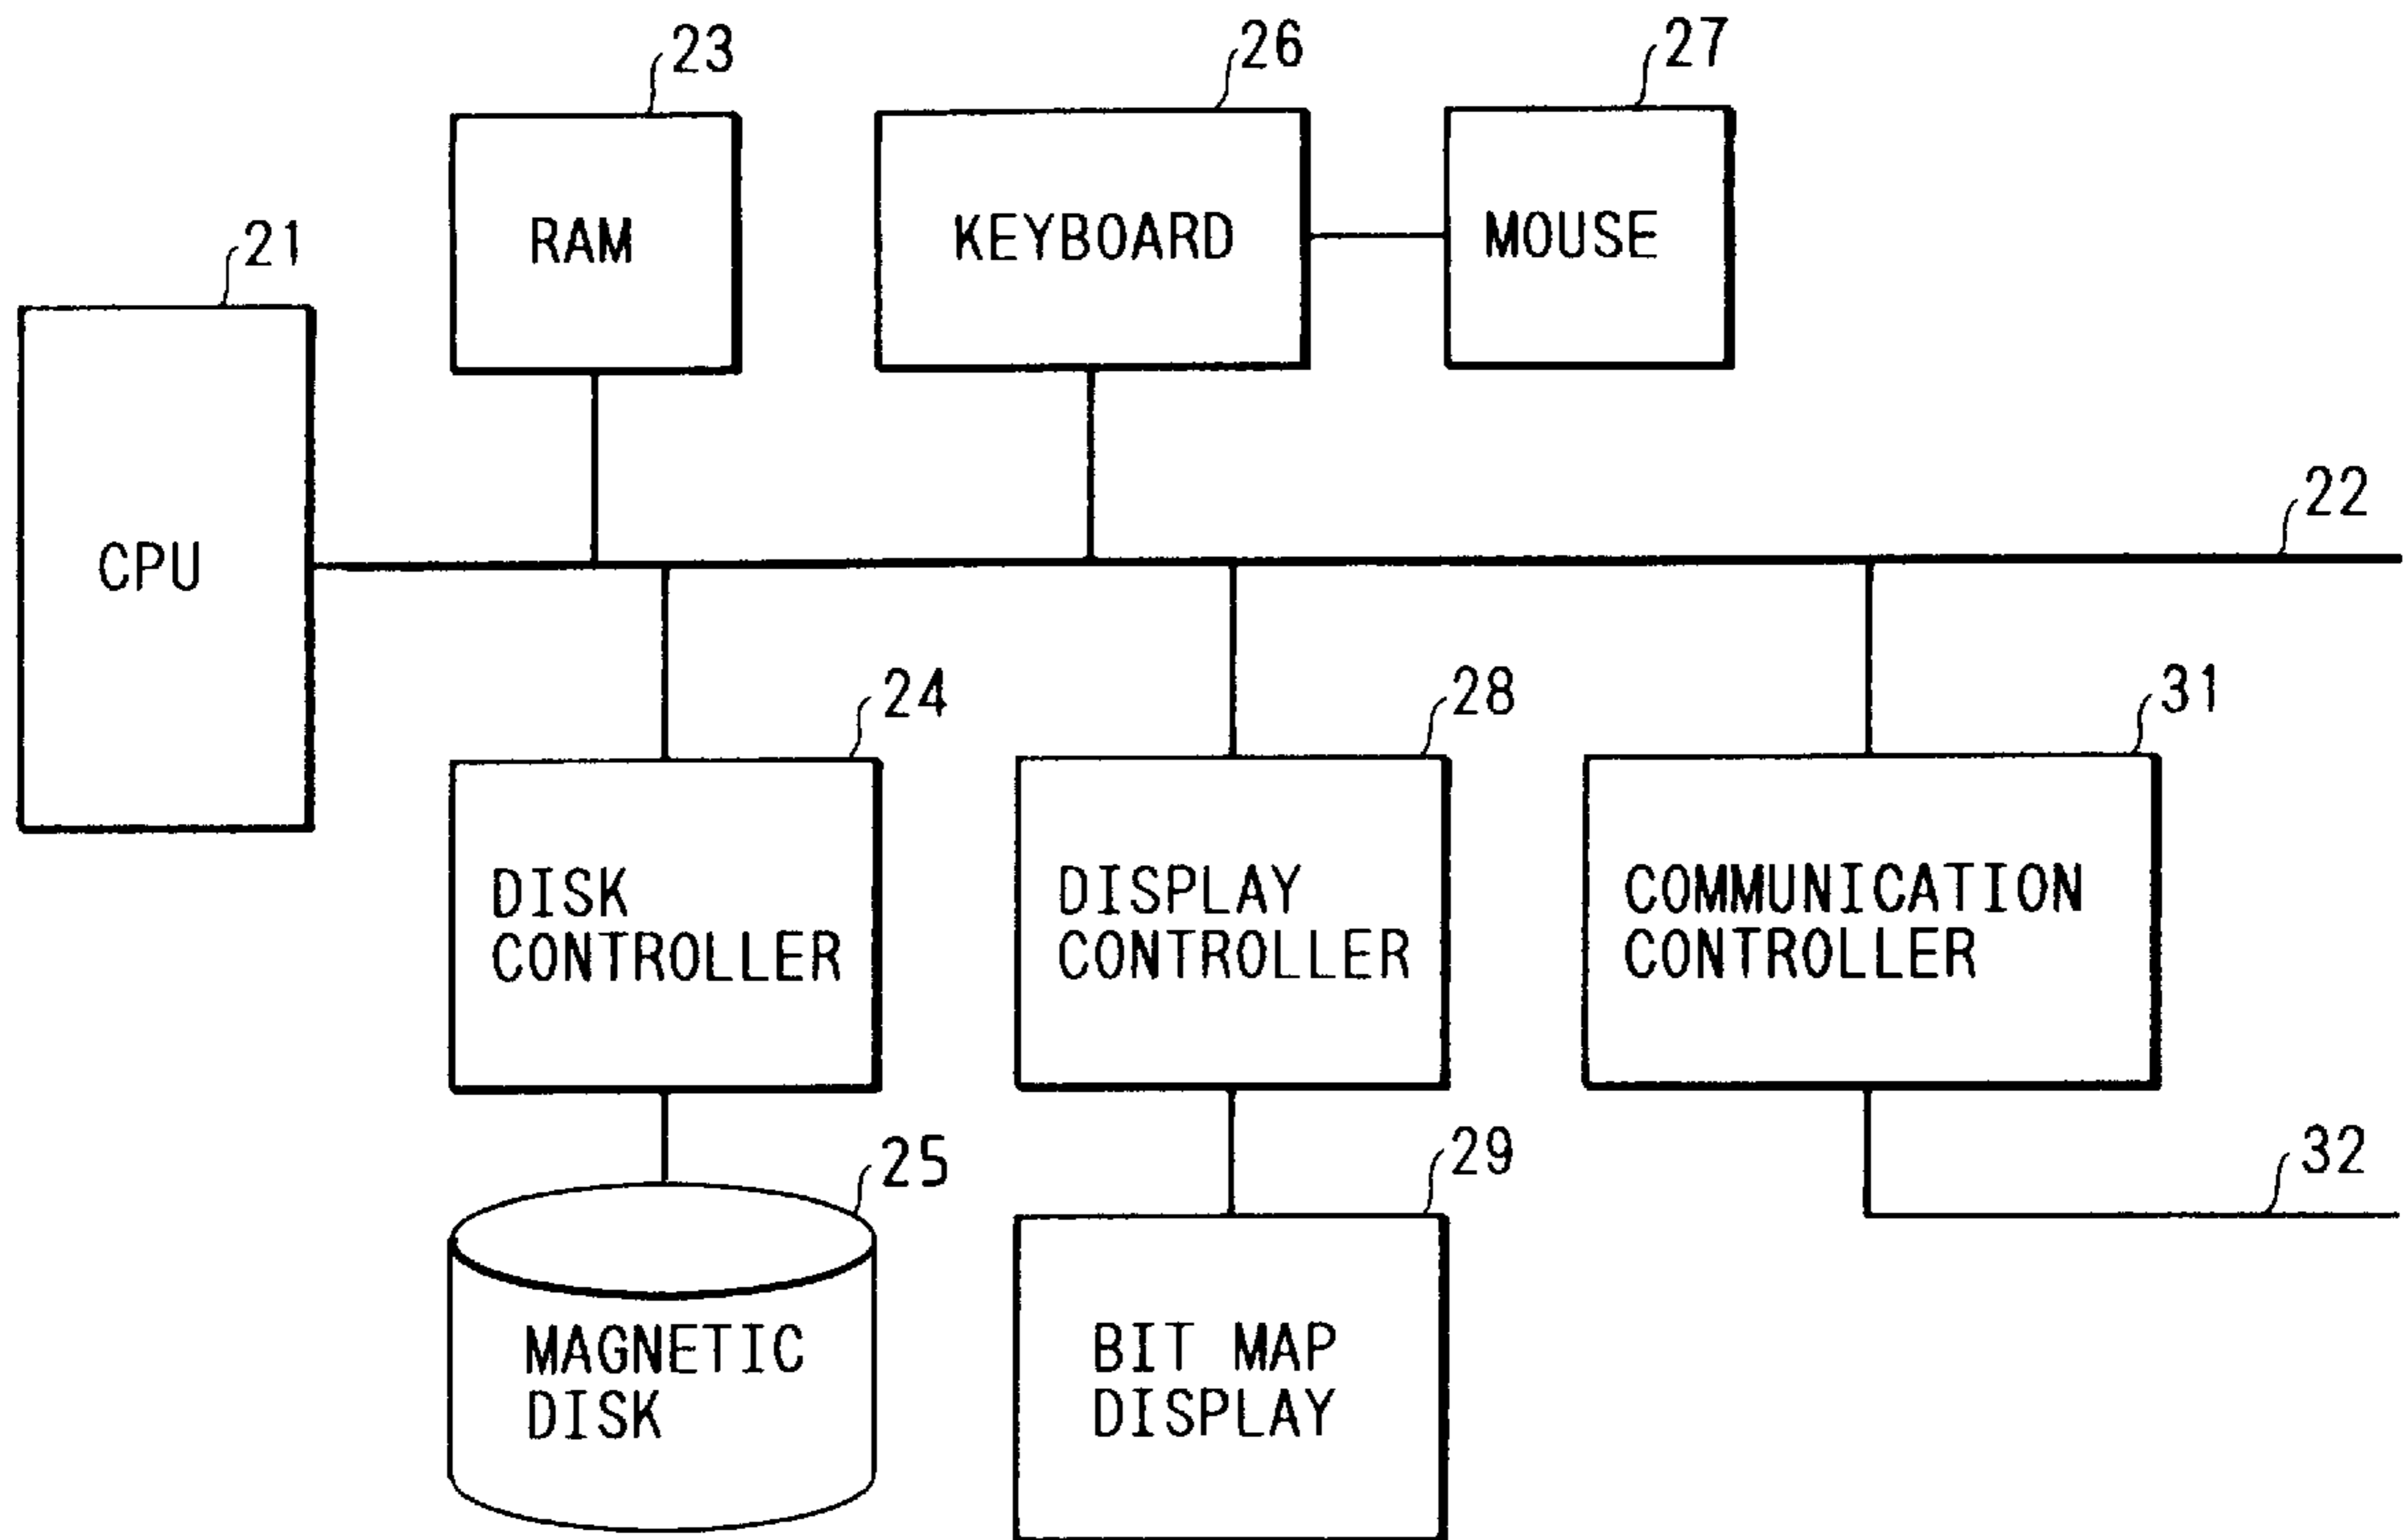 23
26
27
RAM
KEYBOARD
MOUSE
21
CPU
22
24
28
31
DISK
CONTROLLER
DISPLAY
CONTROLLER
COMMUNICATION
CONTROLLER
25
29
32
MAGNETIC
DISK
BIT MAP
DISPLAY